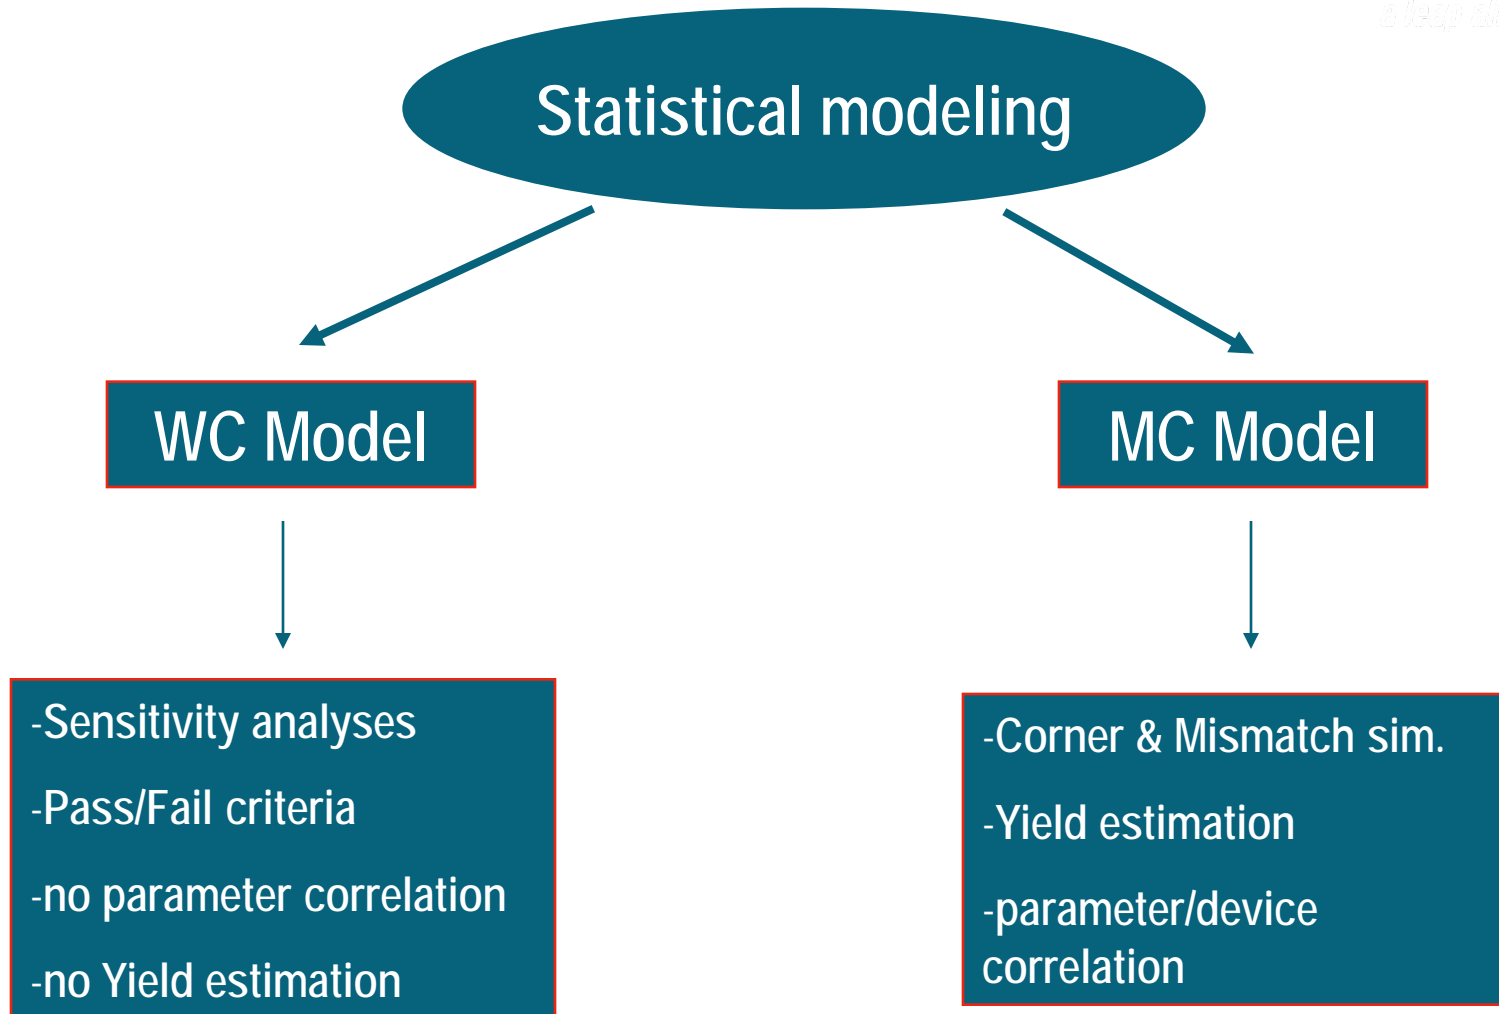 Statistical modeling
WC Model
MC Model
-Sensitivity analyses
-Pass/Fail criteria
-no parameter correlation
-no Yield estimation
-Corner & Mismatch sim.
-Yield estimation
-parameter/device
correlation